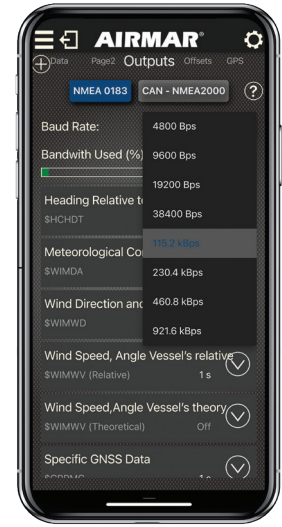 AIRMAR®
Data Page2 Outputs Offsets GPS
NMEA 0183 CAN - NMEA2000 ?
Baud Rate:
4800 Bps
Bandwith Used (%)
9600 Bps
19200 Bps
Heading Relative to
38400 Bps
$HCHDT
115.2 kBps
Meteorological Co
$WIMDA
230.4 kBps
Wind Direction and
460.8 kBps
$WIMWD
921.6 kBps
Wind Speed, Angle Vessel's relative
$WIMWV (Relative) 1 s
Wind Speed,Angle Vessel's theory
$WIMWV (Theoretical) Off
Specific GNSS Data